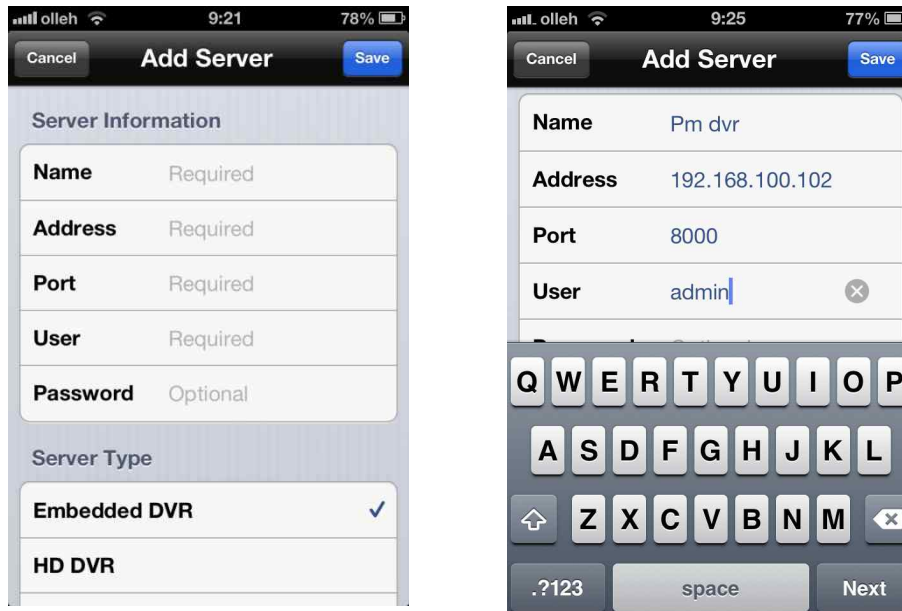 olleh 9:21 78%
Cancel Add Server Save
Server Information
Name Required
Address Required
Port Required
User Required
Password Optional
Server Type
Embedded DVR
HD DVR
olleh 9:25 77%
Cancel Add Server Save
Name Pm dvr
Address 192.168.100.102
Port 8000
User admin
Q W E R T Y U I O P
A S D F G H J K L
Z X C V B N M
.?123 space Next